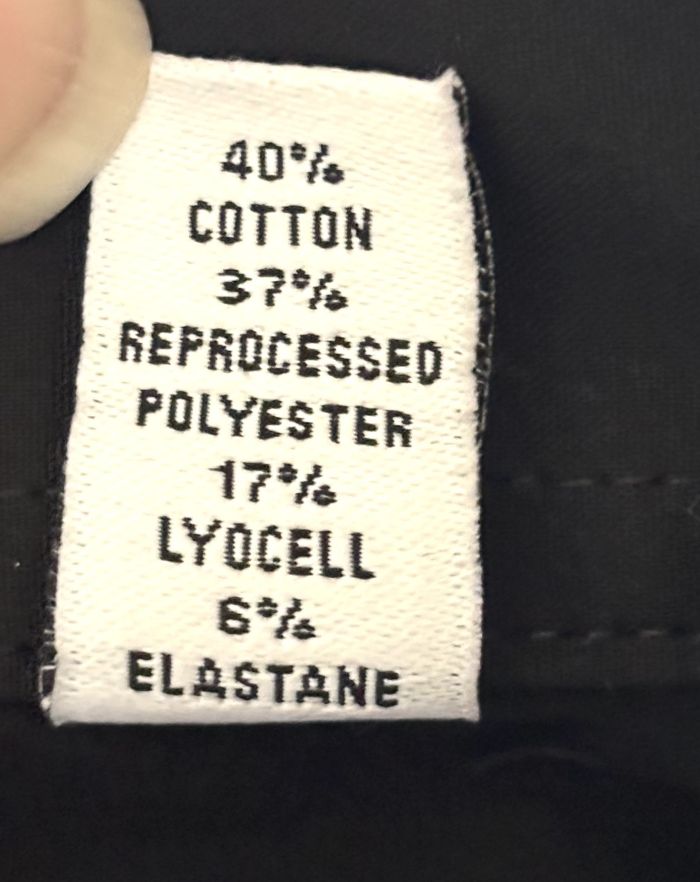 40%
COTTON
37%
REPROCESSED
POLYESTER
17%
LYOCELL
6%
ELASTANE